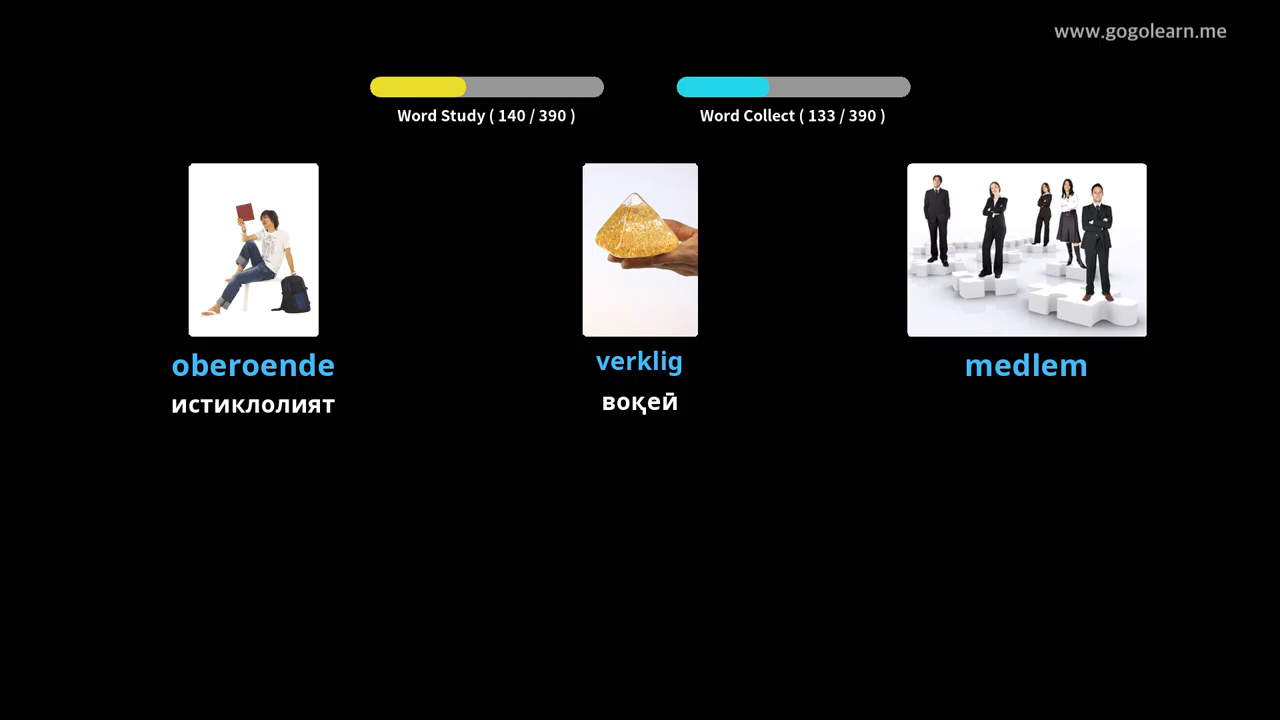 www.gogolearn.me
Word Study ( 140 / 390 )
Word Collect ( 133 / 390 )
oberoende
verklig
medlem
истиклолият
воқеӣ